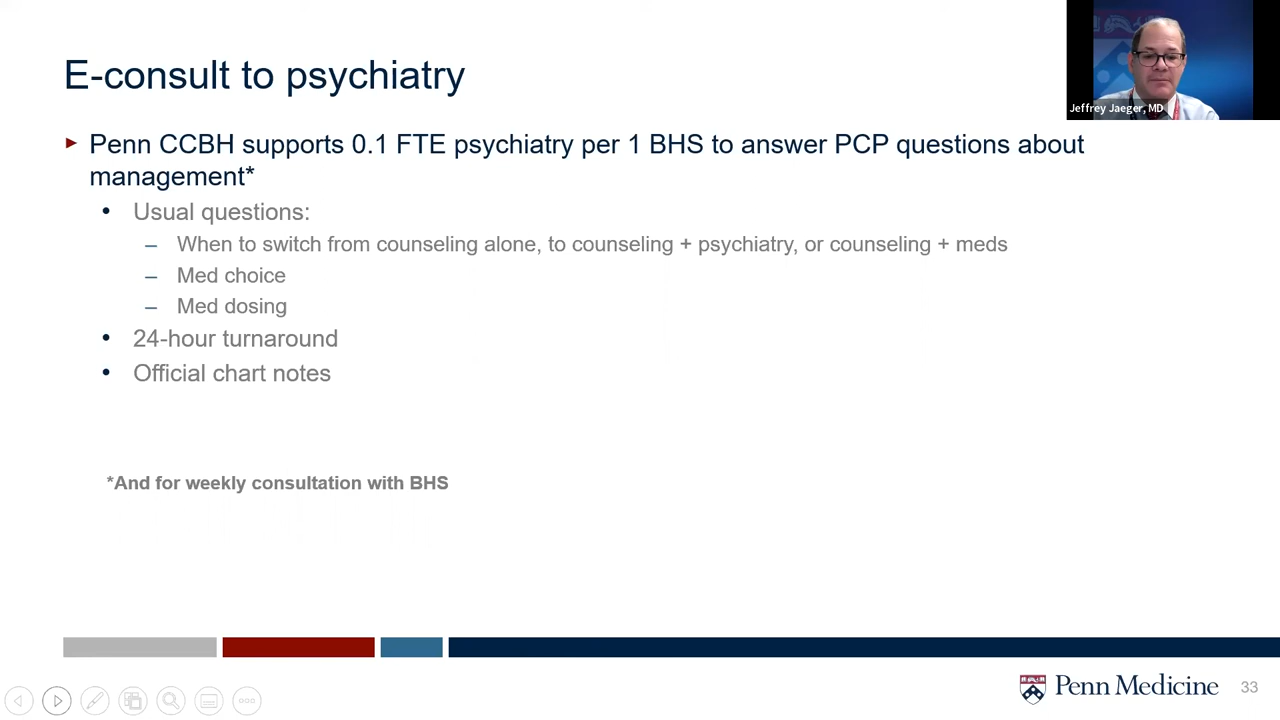 E-consult to psychiatry
Jeffrey Jaeger, MD
Penn CCBH supports 0.1 FTE psychiatry per 1 BHS to answer PCP questions about
management*
Usual questions:
– When to switch from counseling alone, to counseling + psychiatry, or counseling + meds
– Med choice
– Med dosing
24-hour turnaround
Official chart notes
*And for weekly consultation with BHS
Penn Medicine
33